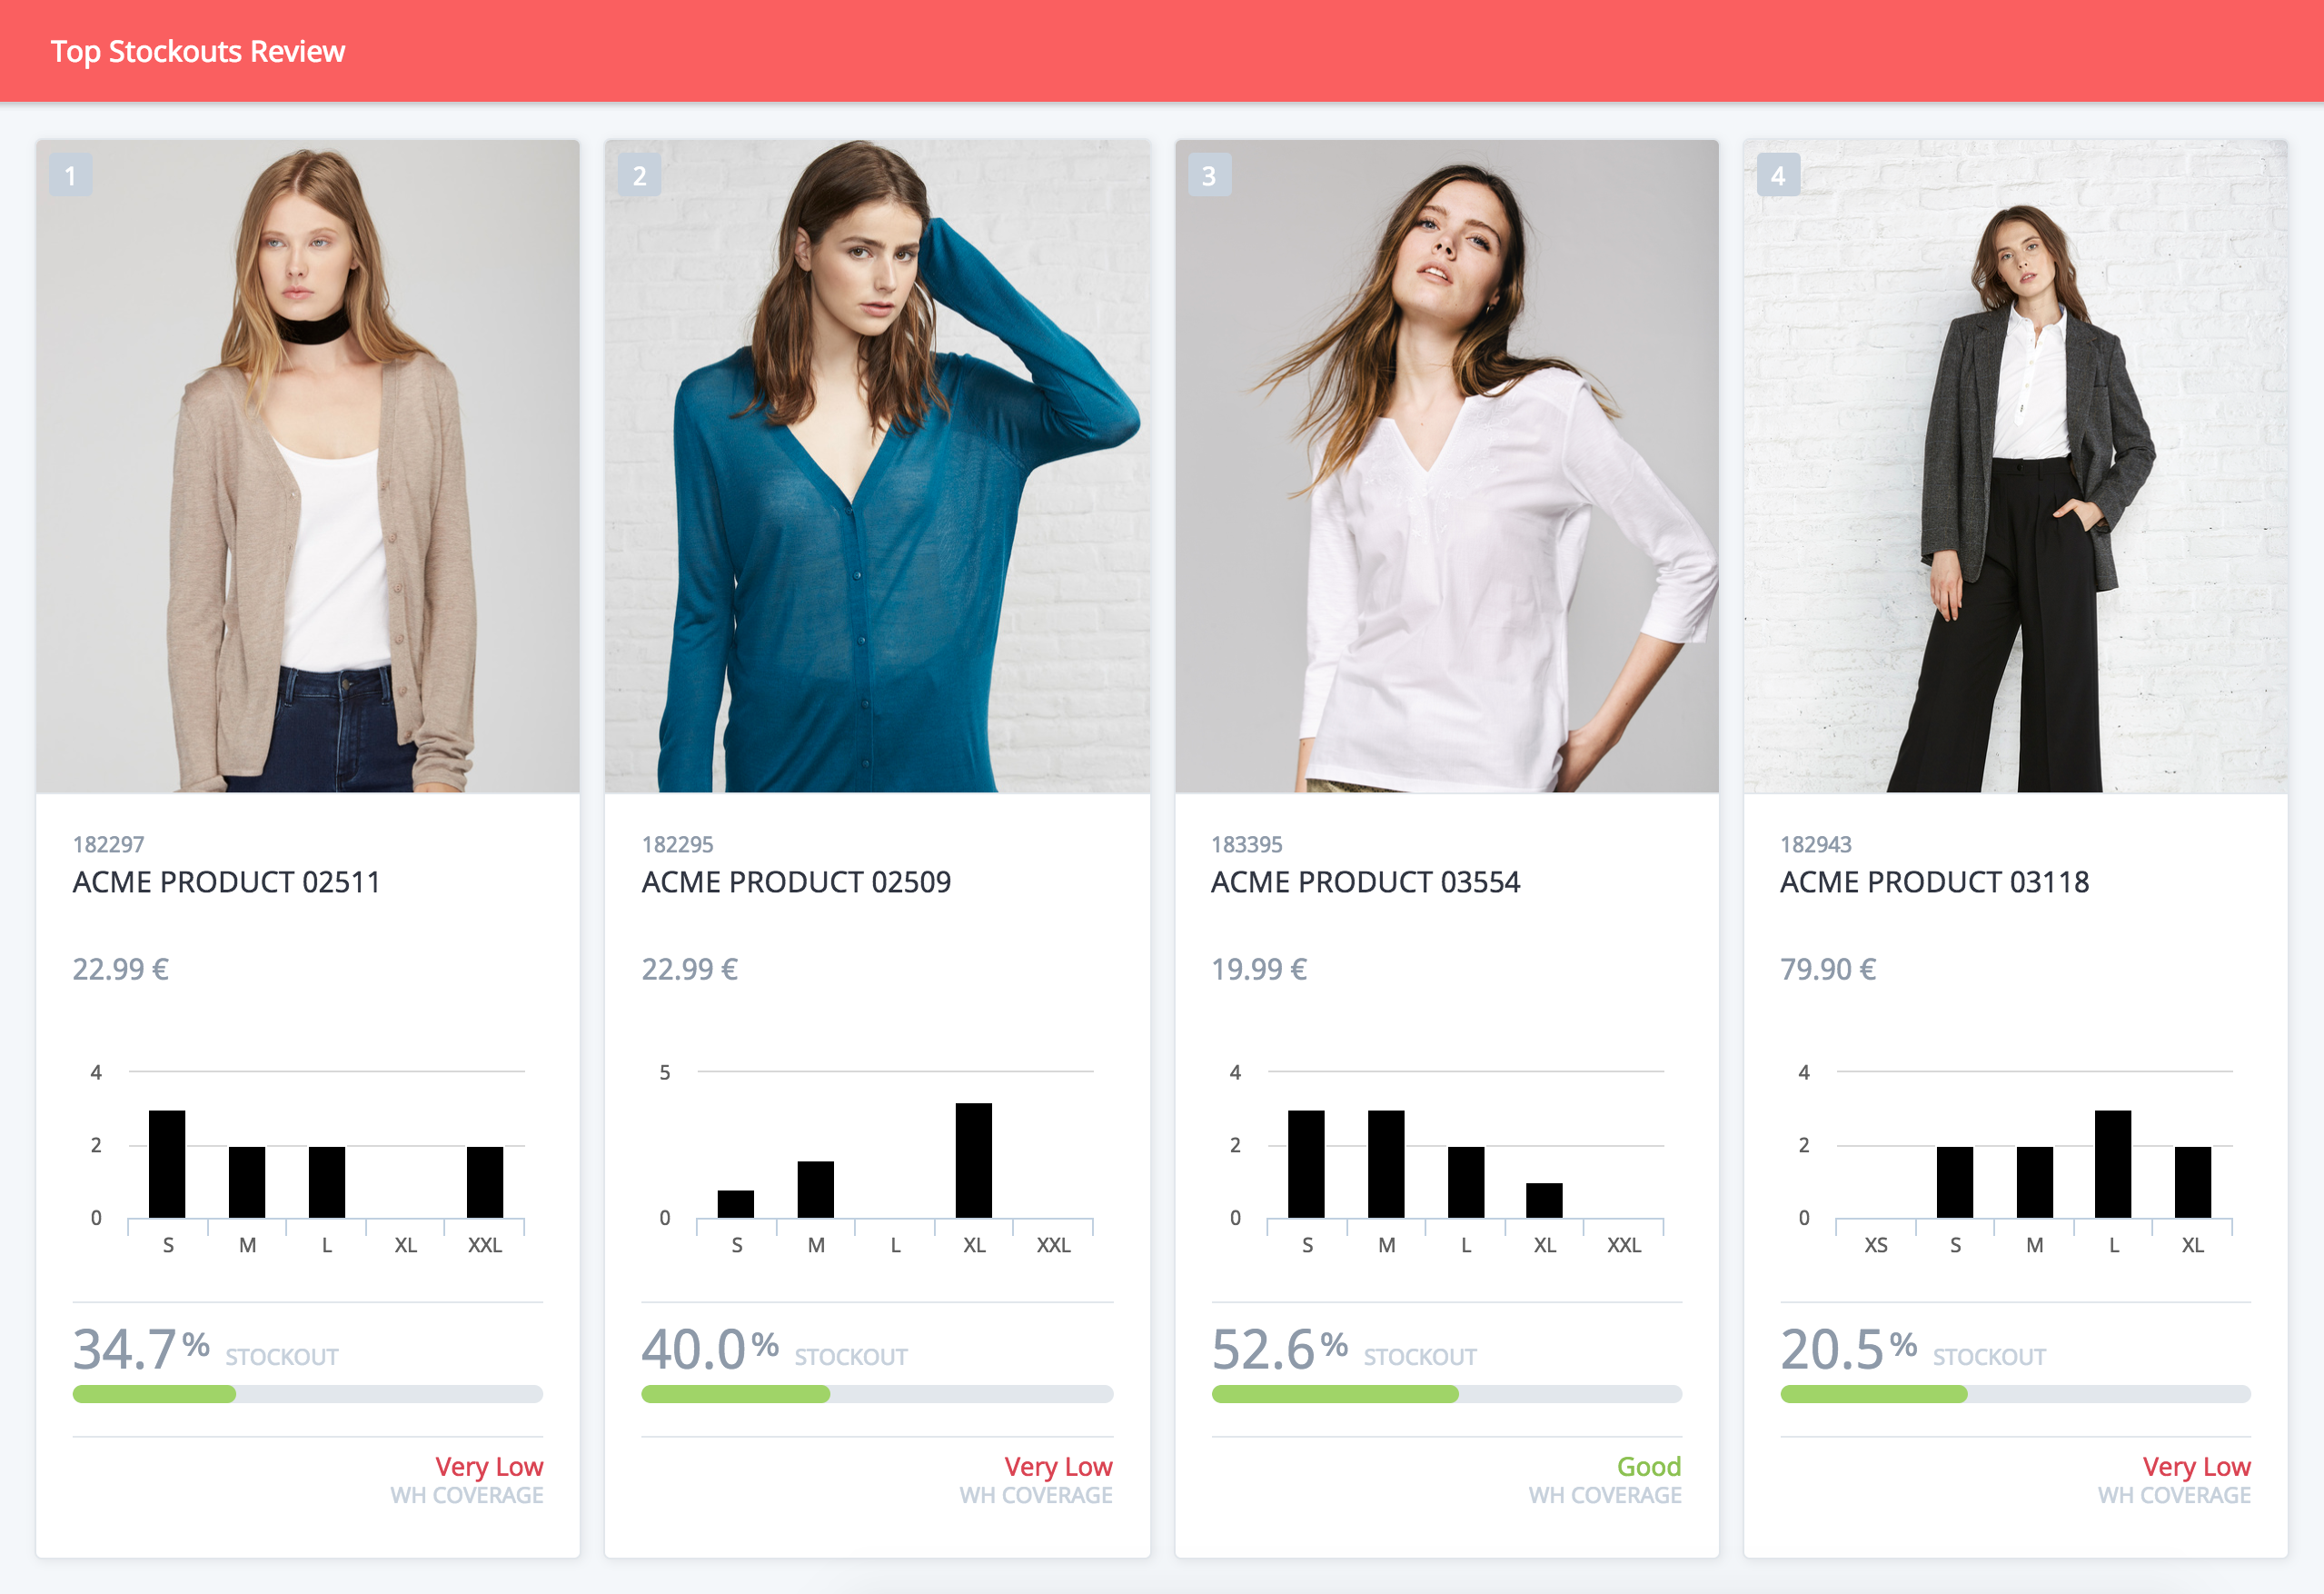 Top Stockouts Review
1
182297
ACME PRODUCT 02511
22.99 €
4
2
0
S M L XL XXL
34.7% STOCKOUT
Very Low
WH COVERAGE
2
182295
ACME PRODUCT 02509
22.99 €
5
0
S M L XL XXL
40.0% STOCKOUT
Very Low
WH COVERAGE
3
183395
ACME PRODUCT 03554
19.99 €
4
2
0
S M L XL XXL
52.6% STOCKOUT
Good
WH COVERAGE
4
182943
ACME PRODUCT 03118
79.90 €
4
2
0
XS S M L XL
20.5% STOCKOUT
Very Low
WH COVERAGE